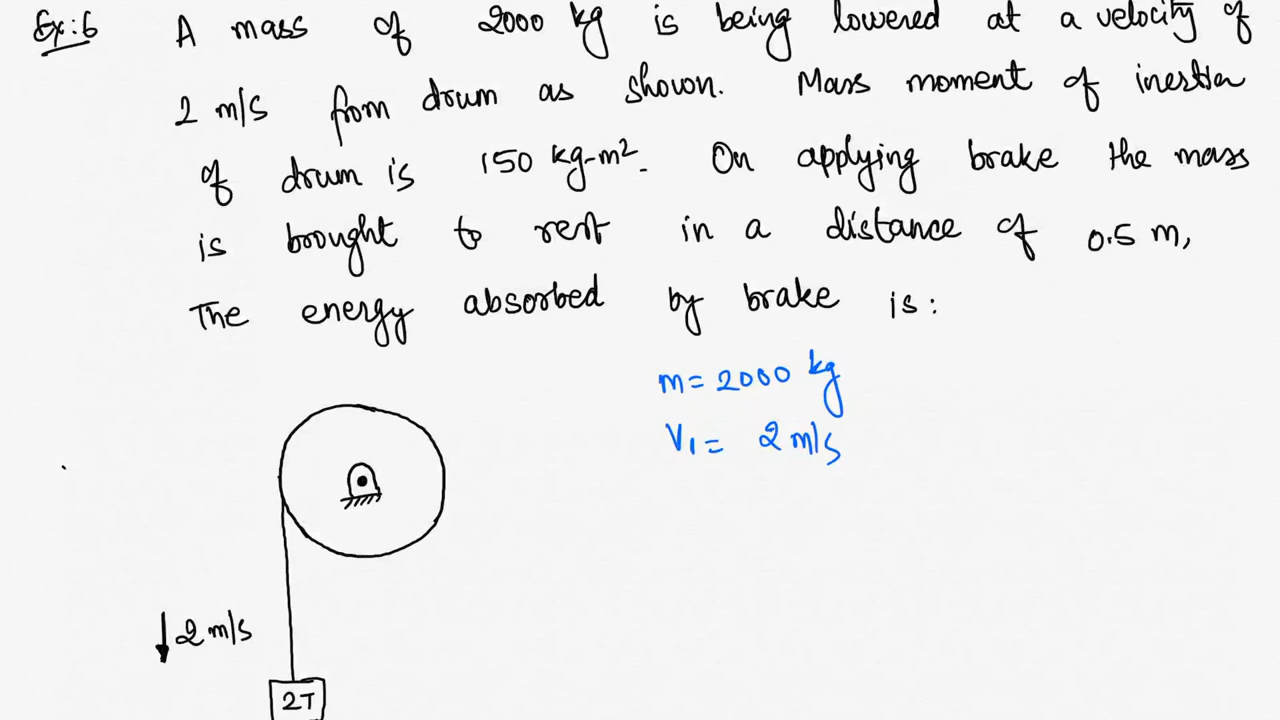 Ex:6 A mass of 2000 kg is being lowered at a velocity of
2 m/s from drum as shown. Mass moment of inertia
of drum is 150 kg-m². On applying brake the mass
is brought to rest in a distance of 0.5 m,
The energy absorbed by brake is:
m = 2000 kg
V₁ = 2 m/s
↓ 2 m/s
2T